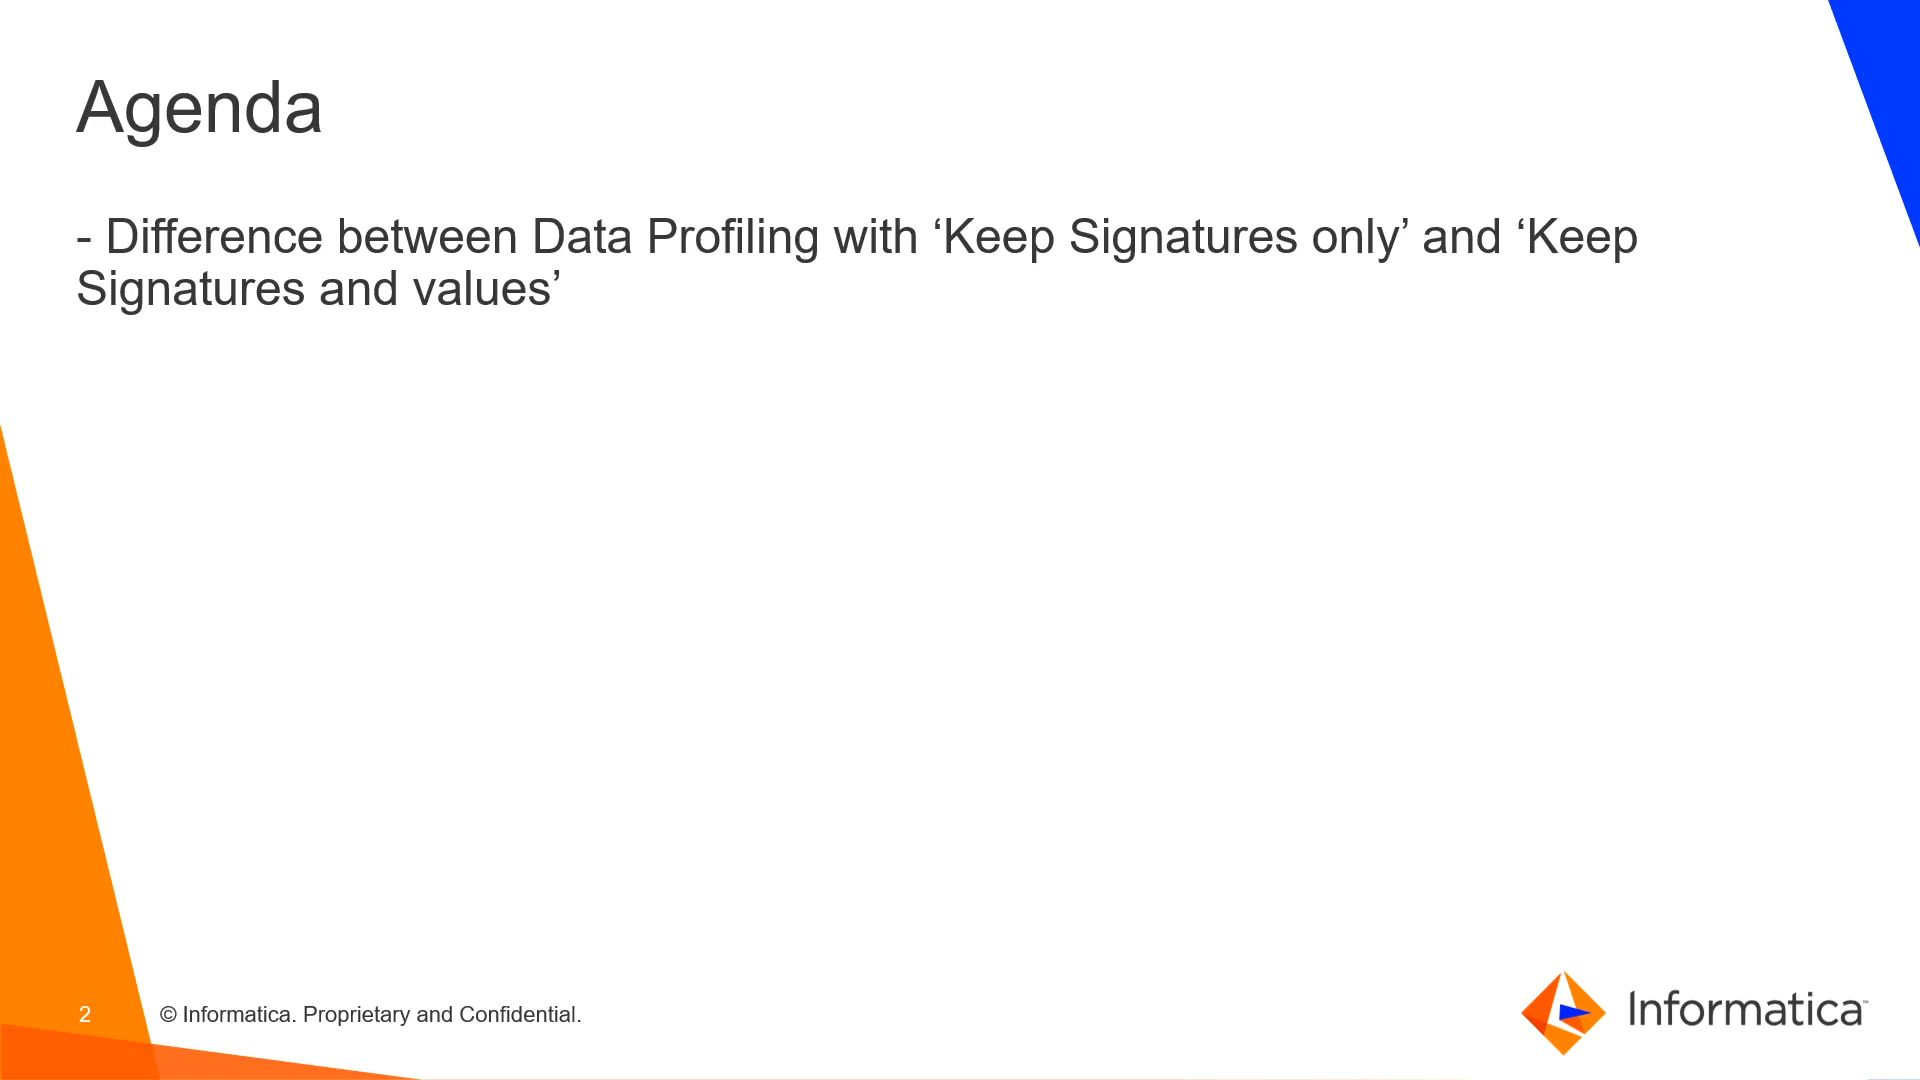 Agenda
- Difference between Data Profiling with ‘Keep Signatures only’ and ‘Keep
Signatures and values’
2
© Informatica. Proprietary and Confidential.
Informatica™